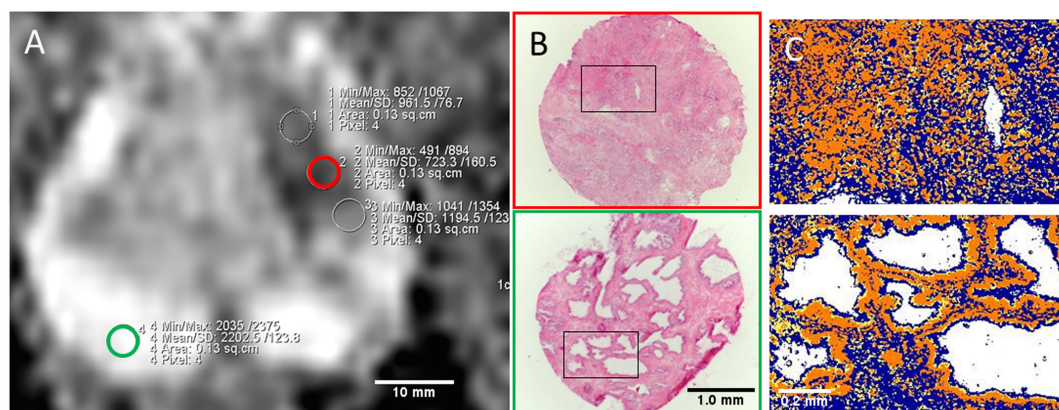 A
1
1 Min/Max: 852 /1067
1 Mean/SD: 961.5 /76.7
1 Area: 0.13 sq.cm
1 Pixel: 4
2
2 Min/Max: 491 /894
2 Mean/SD: 723.3 /160.5
2 Area: 0.13 sq.cm
2 Pixel: 4
3
3 Min/Max: 1041 /1354
3 Mean/SD: 1194.5 /123
3 Area: 0.13 sq.cm
3 Pixel: 4
1c
4
4 Min/Max: 2035 /2375
4 Mean/SD: 2202.5 /123.8
4 Area: 0.13 sq.cm
4 Pixel: 4
10 mm
B
1.0 mm
C
0.2 mm